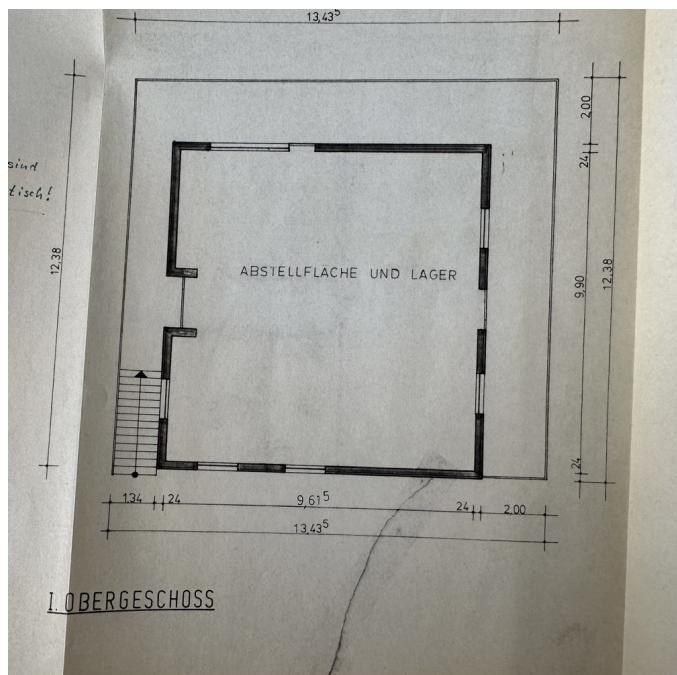 13,43⁵
2,00
24
sind
tisch!
12,38
ABSTELLFLÄCHE UND LAGER
9,90
12,38
24
1.34 24 9,61⁵ 24 2,00
13,43⁵
I. OBERGESCHOSS